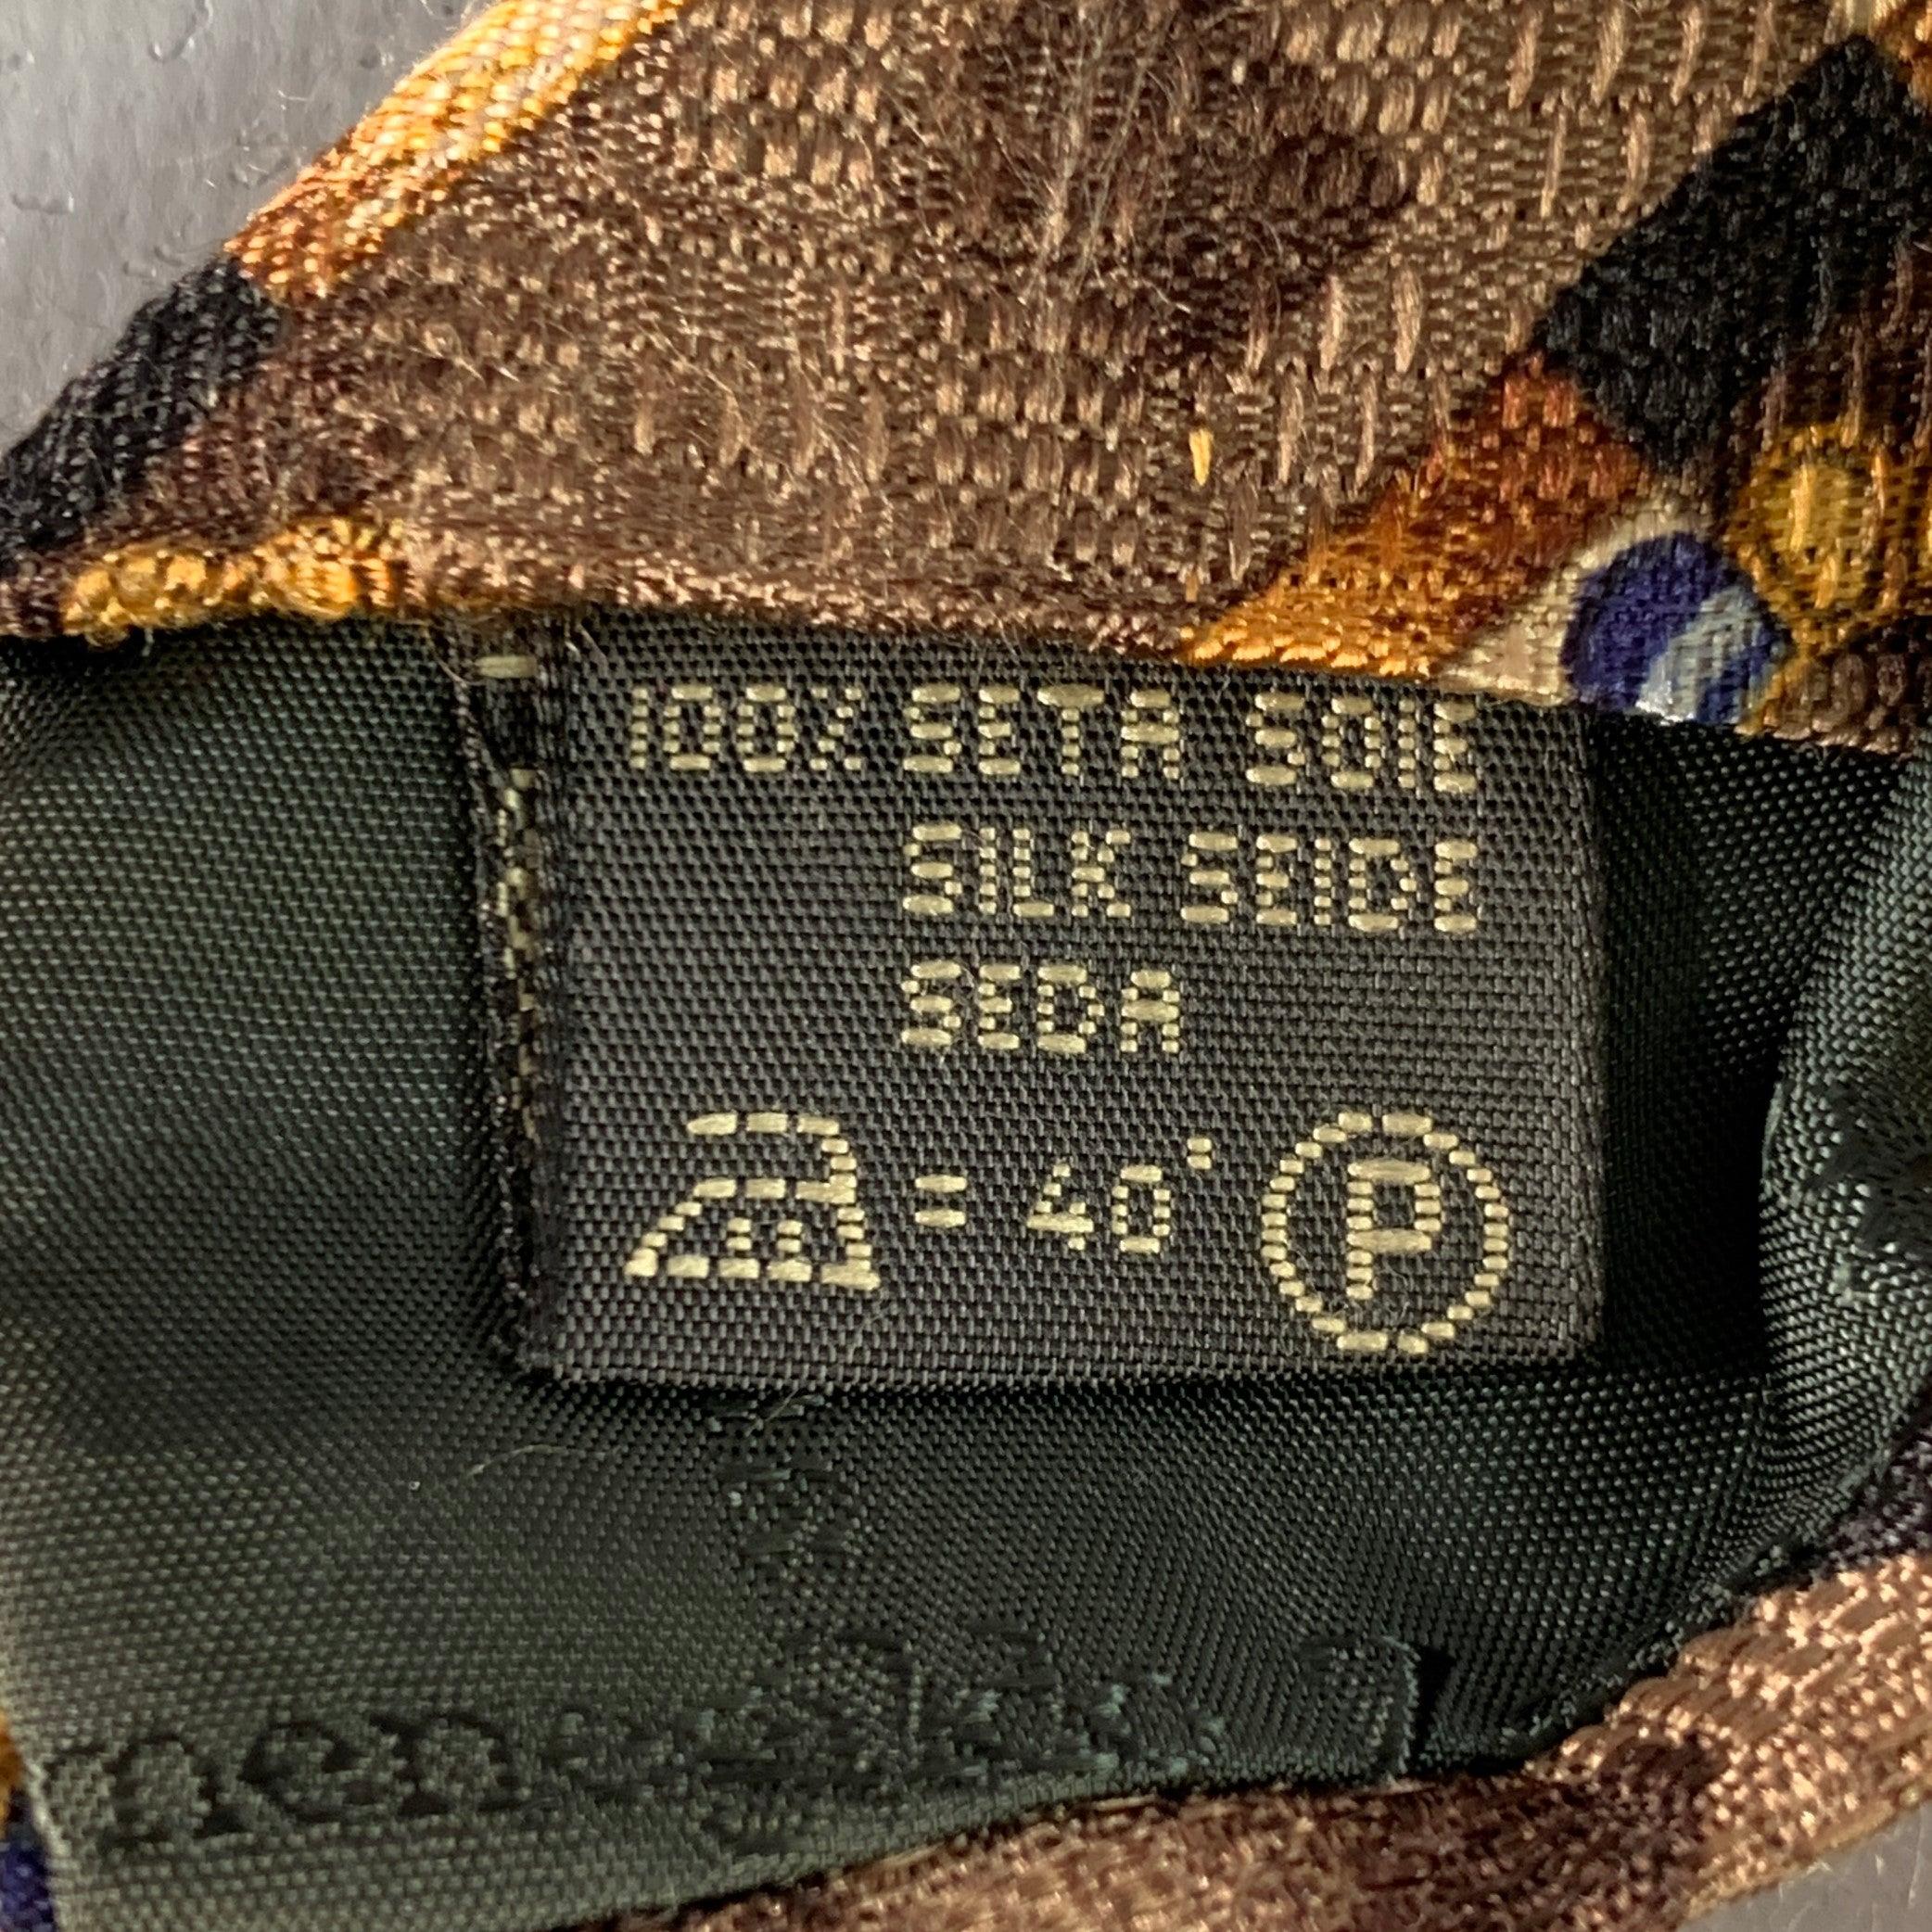 100% SETA SOIE
SILK SEIDE
SEDA
= 40° P